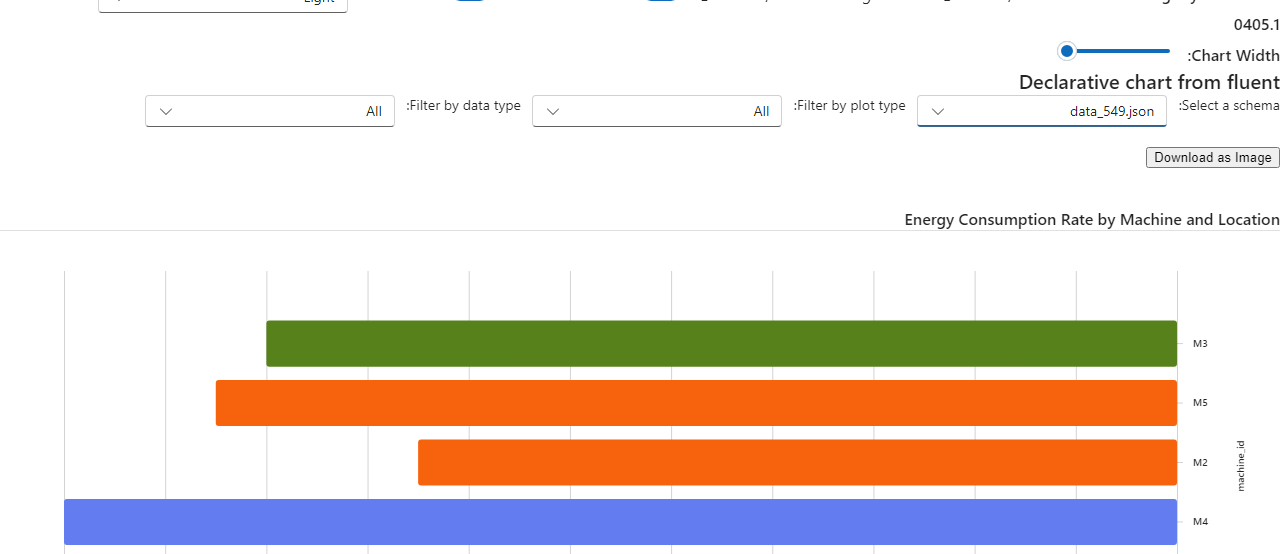 Light
0405.1
:Chart Width
Declarative chart from fluent
:Select a schema
data_549.json
:Filter by plot type
All
:Filter by data type
All
Download as Image
Energy Consumption Rate by Machine and Location
M3
M5
M2
M4
machine_id